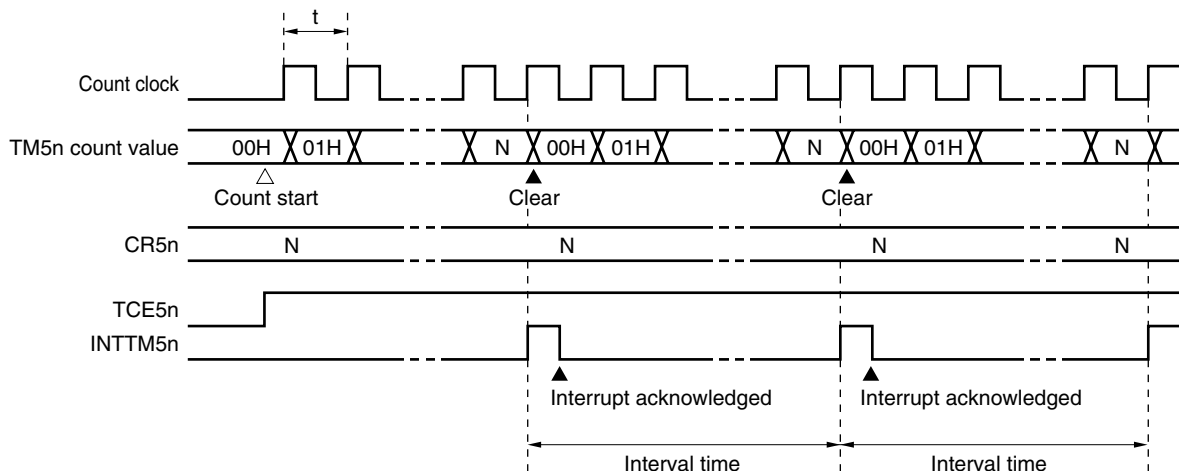 t
Count clock
TM5n count value 00H 01H N 00H 01H N 00H 01H N
Count start Clear Clear
CR5n N N N N
TCE5n
INTTM5n
Interrupt acknowledged Interrupt acknowledged
Interval time Interval time